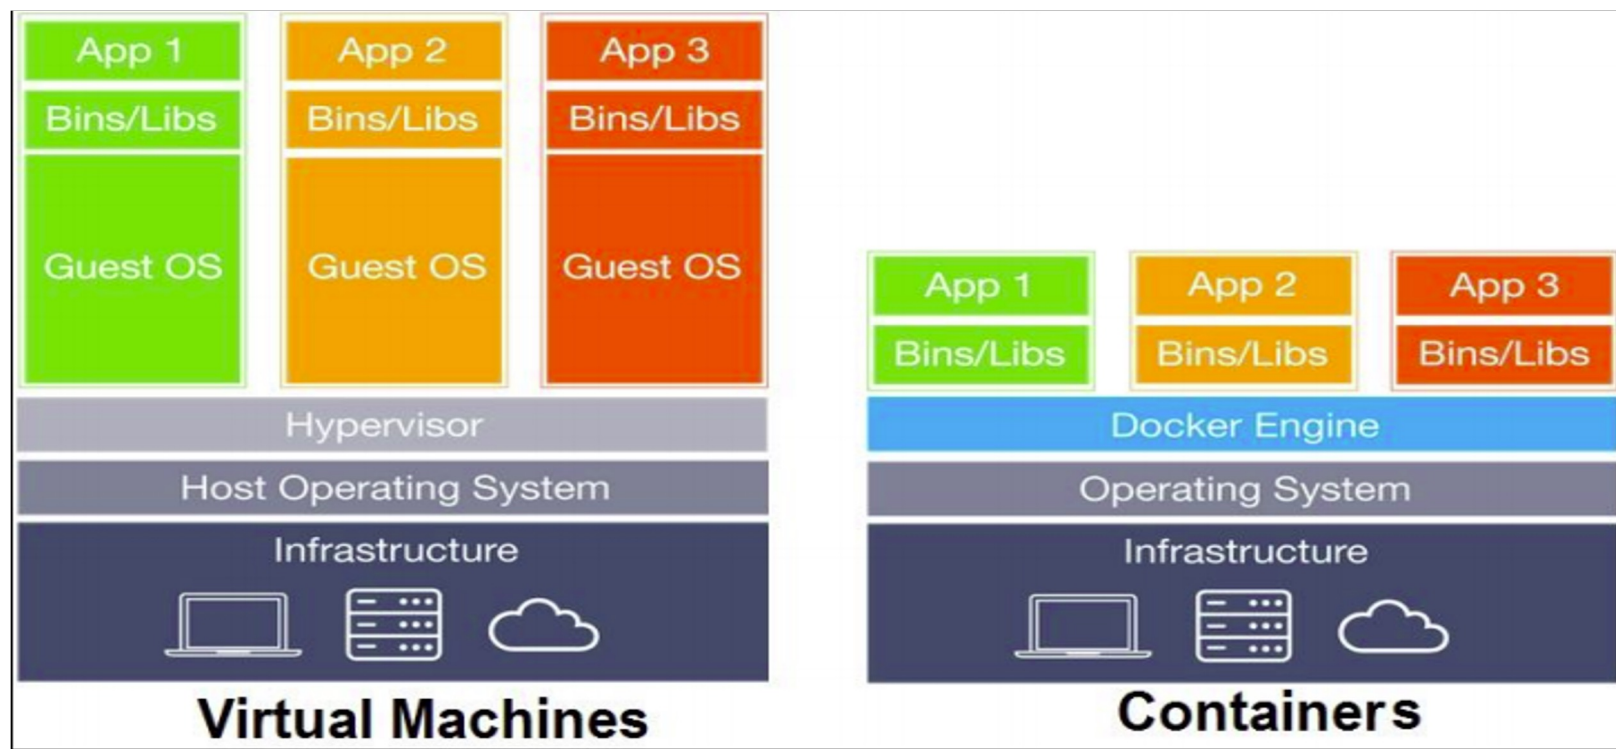 App 1
App 2
App 3
Bins/Libs
Bins/Libs
Bins/Libs
Guest OS
Guest OS
Guest OS
Hypervisor
Host Operating System
Infrastructure
Virtual Machines
App 1
App 2
App 3
Bins/Libs
Bins/Libs
Bins/Libs
Docker Engine
Operating System
Infrastructure
Containers